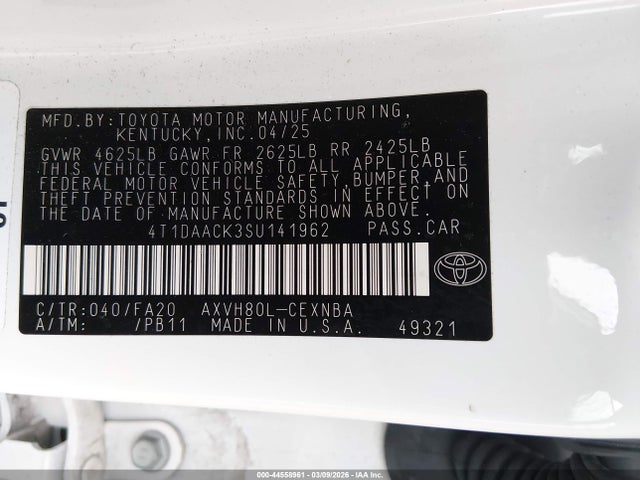 MFD.BY:TOYOTA MOTOR MANUFACTURING,
KENTUCKY,INC.04/25
GVWR 4625LB GAWR FR 2625LB RR 2425LB
THIS VEHICLE CONFORMS TO ALL APPLICABLE
FEDERAL MOTOR VEHICLE SAFETY,BUMPER,AND
THEFT PREVENTION STANDARDS IN EFFECT ON
THE DATE OF MANUFACTURE SHOWN ABOVE.
4T1DAACK3SU141962 PASS.CAR
C/TR:040/FA20 AXVH80L-CEXNBA
A/TM: /PB11 MADE IN U.S.A. 49321
000-44558961 | 03/09/2026 - IAAI.COM